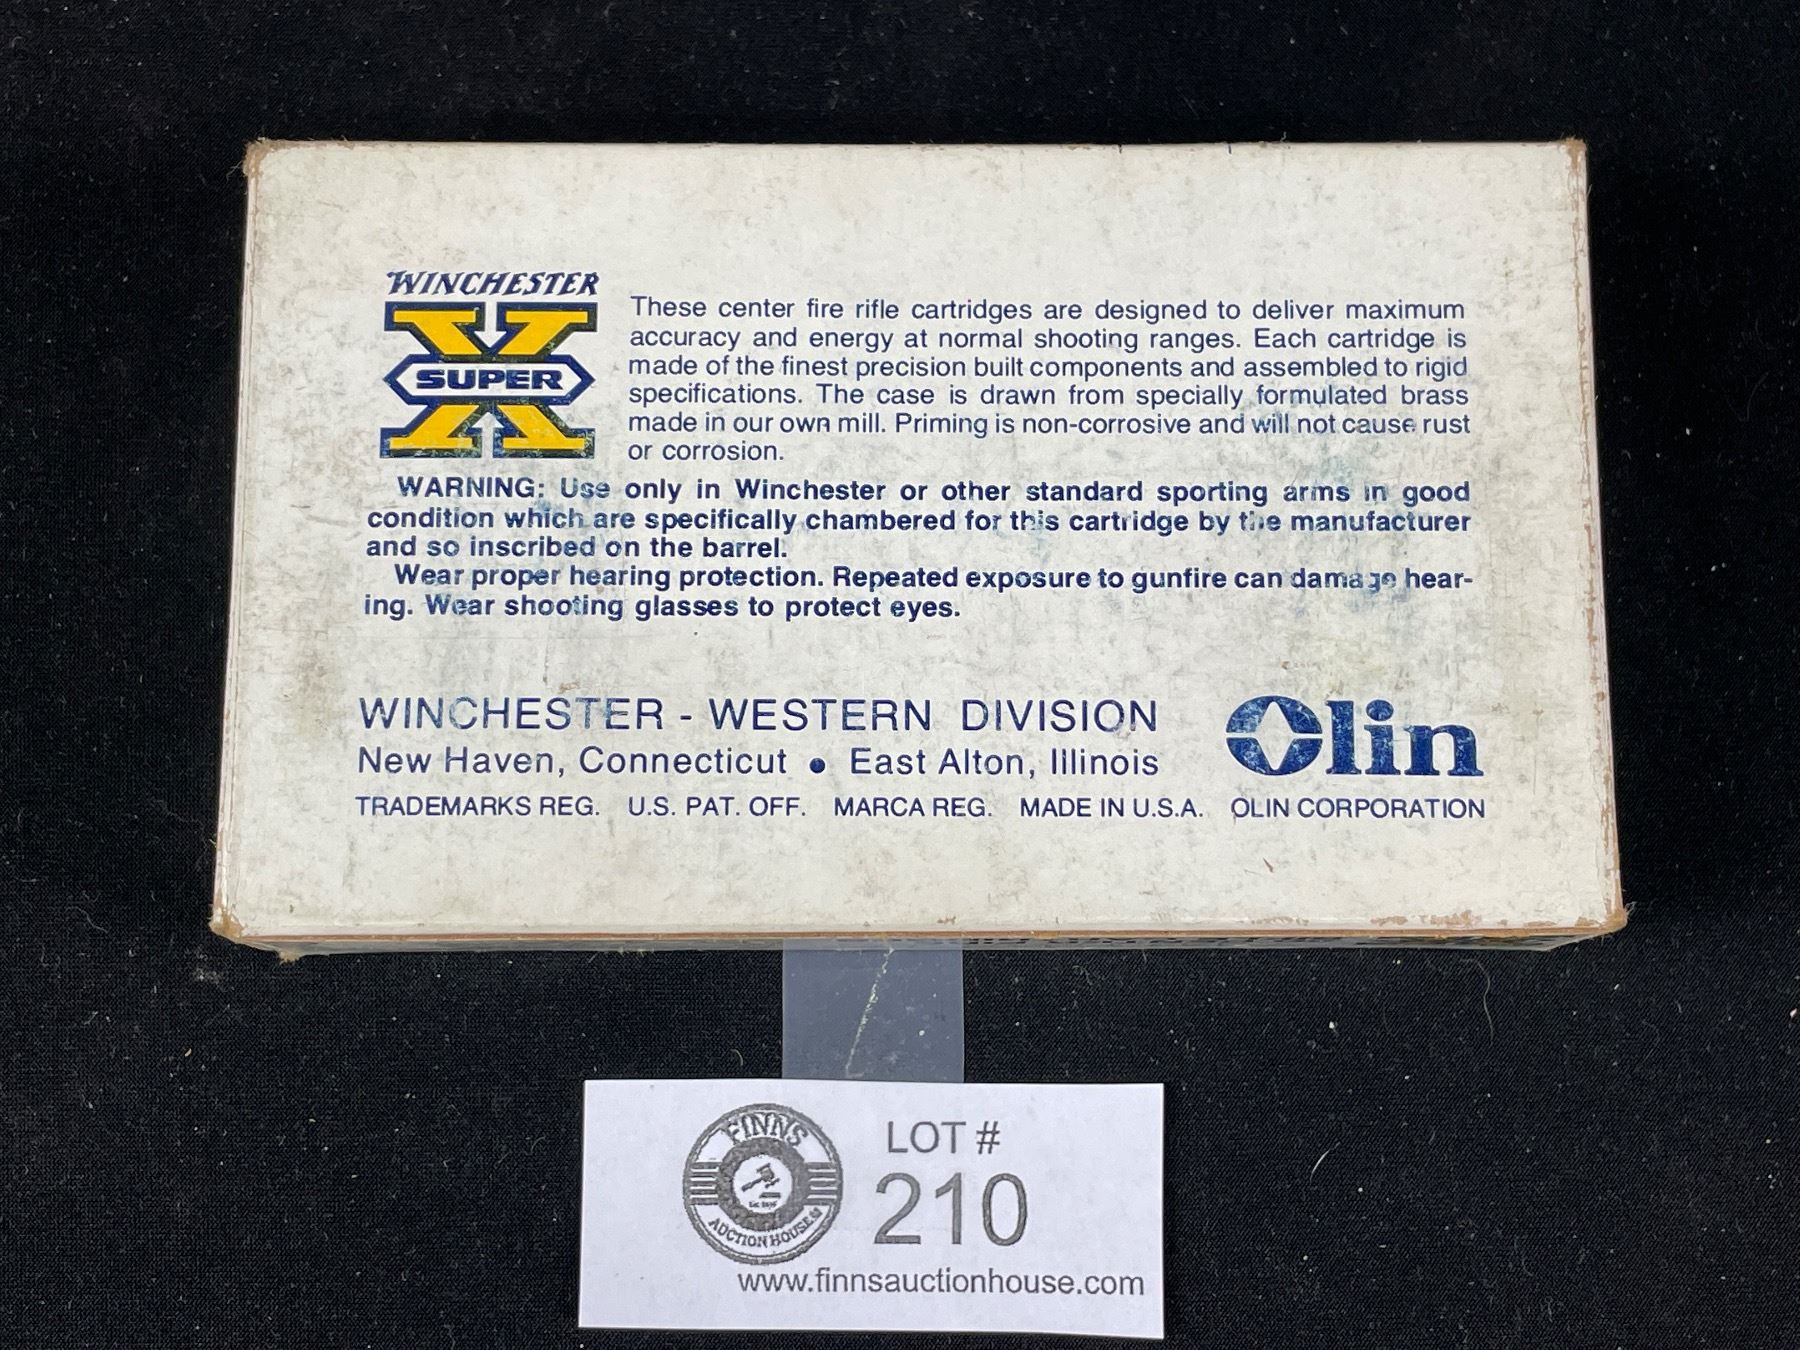 WINCHESTER
SUPER
X
These center fire rifle cartridges are designed to deliver maximum
accuracy and energy at normal shooting ranges. Each cartridge is
made of the finest precision built components and assembled to rigid
specifications. The case is drawn from specially formulated brass
made in our own mill. Priming is non-corrosive and will not cause rust
or corrosion.
WARNING: Use only in Winchester or other standard sporting arms in good
condition which are specifically chambered for this cartridge by the manufacturer
and so inscribed on the barrel.
Wear proper hearing protection. Repeated exposure to gunfire can damage hear-
ing. Wear shooting glasses to protect eyes.
WINCHESTER - WESTERN DIVISION
New Haven, Connecticut • East Alton, Illinois
Olin
TRADEMARKS REG. U.S. PAT. OFF. MARCA REG. MADE IN U.S.A. OLIN CORPORATION
FINNS
AUCTION HOUSE
LOT #
210
www.finnsauctionhouse.com